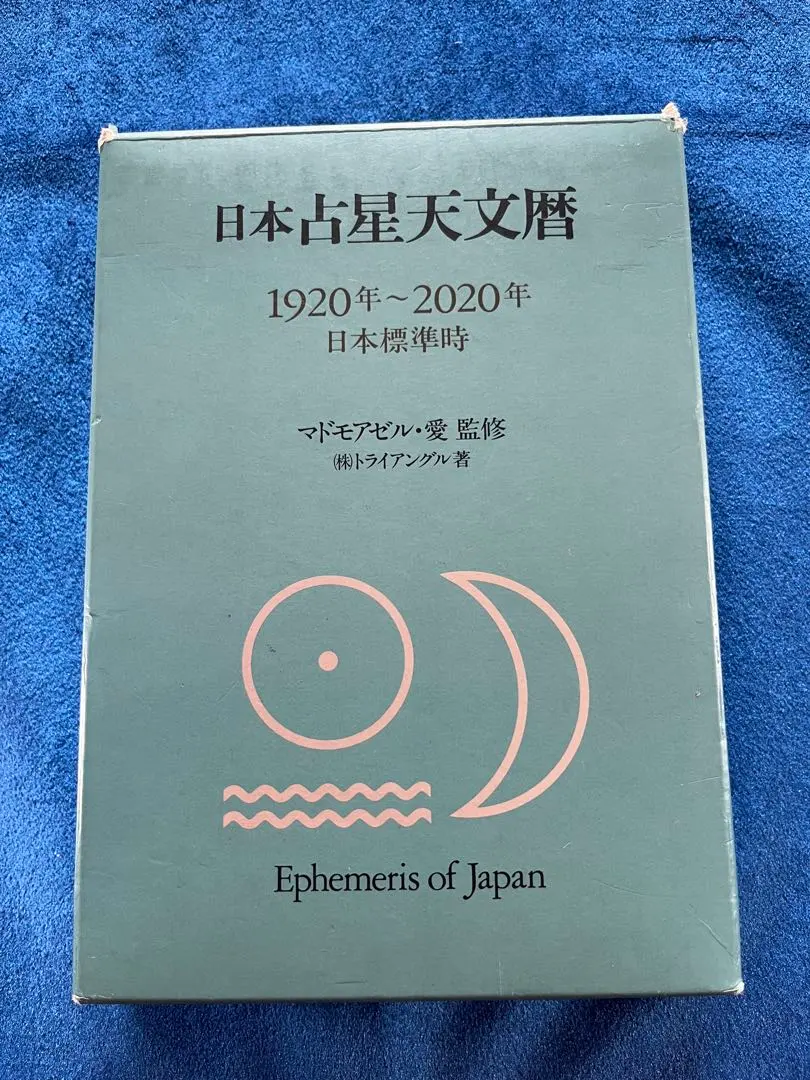 日本占星天文暦
1920年~2020年
日本標準時
マドモアゼル・愛 監修
㈱トライアングル著
Ephemeris of Japan